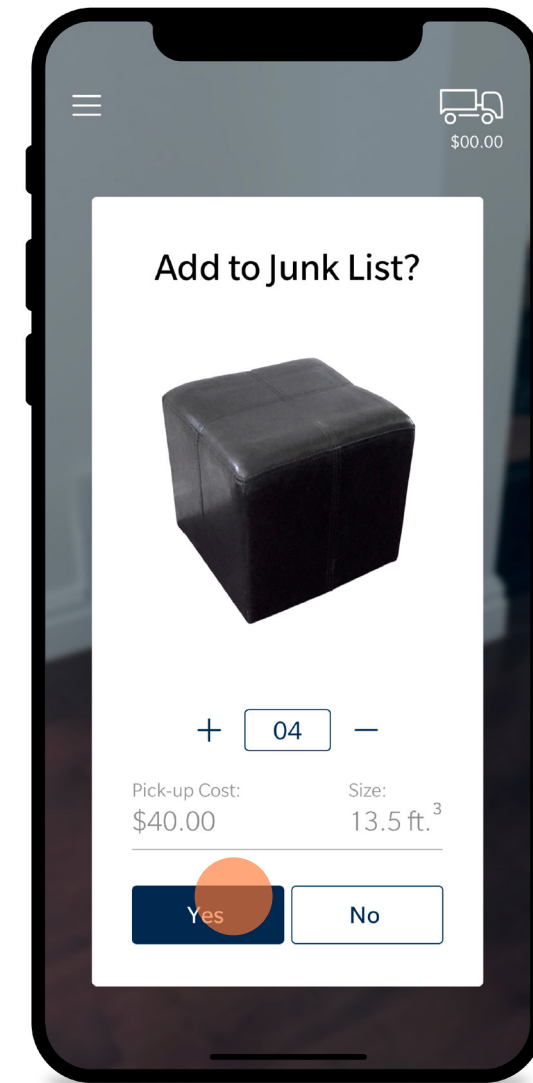 $00.00
Add to Junk List?
+ 04 −
Pick-up Cost: Size:
$40.00 13.5 ft.³
Yes No